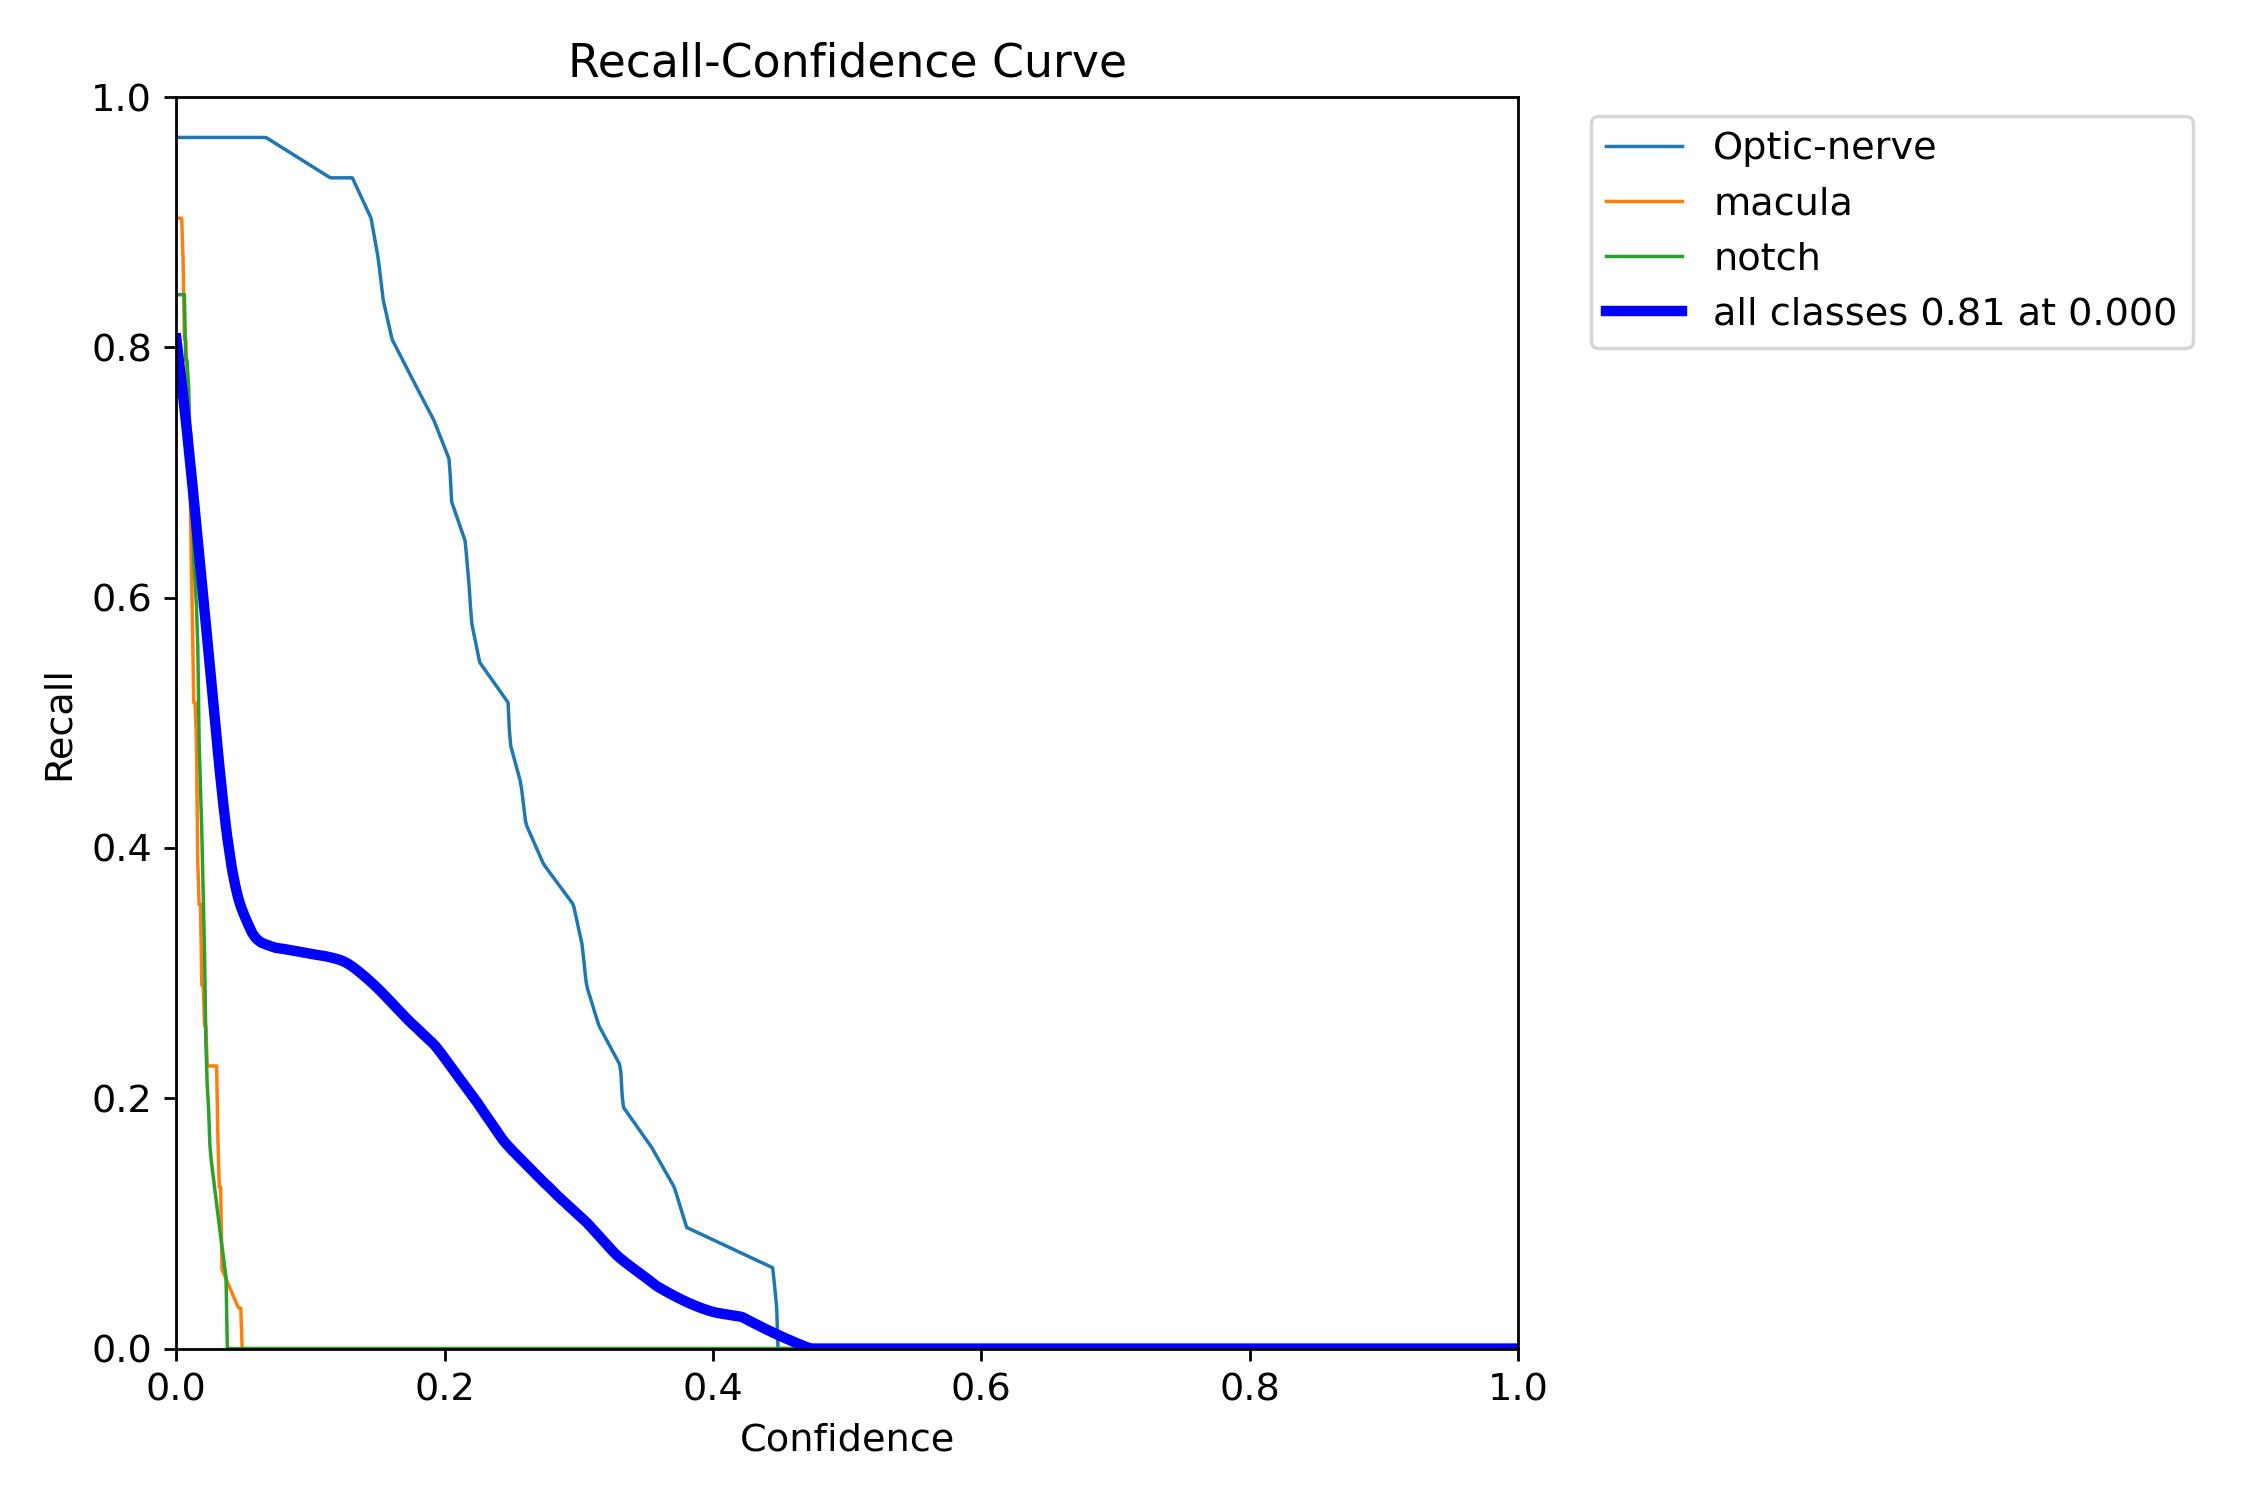 Recall-Confidence Curve
1.0
0.8
0.6
0.4
0.2
0.0
Recall
0.0 0.2 0.4 0.6 0.8 1.0
Confidence
Optic-nerve
macula
notch
all classes 0.81 at 0.000